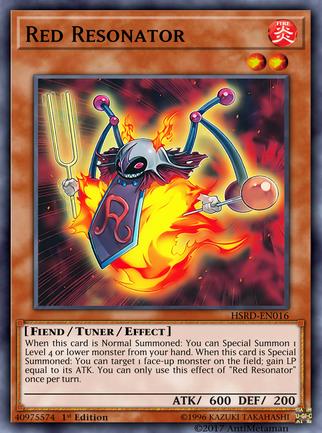 RED RESONATOR
FIRE
炎
HSRD-EN016
[FIEND / TUNER / EFFECT]
When this card is Normal Summoned: You can Special Summon 1
Level 4 or lower monster from your hand. When this card is Special
Summoned: You can target 1 face-up monster on the field; gain LP
equal to its ATK. You can only use this effect of "Red Resonator"
once per turn.
ATK/ 600 DEF/ 200
40975574 1st Edition ©1996 KAZUKI TAKAHASHI
©2017 AntiMetaman